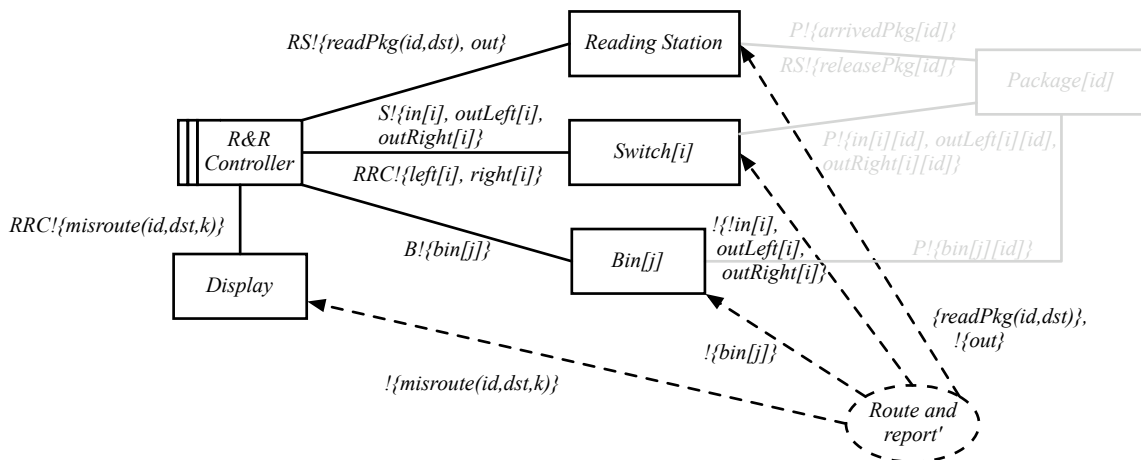 P!{arrivedPkg[id]}
RS!{readPkg(id,dst), out}
Reading Station
RS!{releasePkg[id]}
Package[id]
S!{in[i], outLeft[i],
outRight[i]}
R&R
Controller
Switch[i]
P!{in[i][id], outLeft[i][id],
outRight[i][id]}
RRC!{left[i], right[i]}
RRC!{misroute(id,dst,k)}
!{!in[i],
outLeft[i],
outRight[i]}
B!{bin[j]}
Bin[j]
P!{bin[j][id]}
Display
{readPkg(id,dst)},
!{out}
!{bin[j]}
!{misroute(id,dst,k)}
Route and
report'